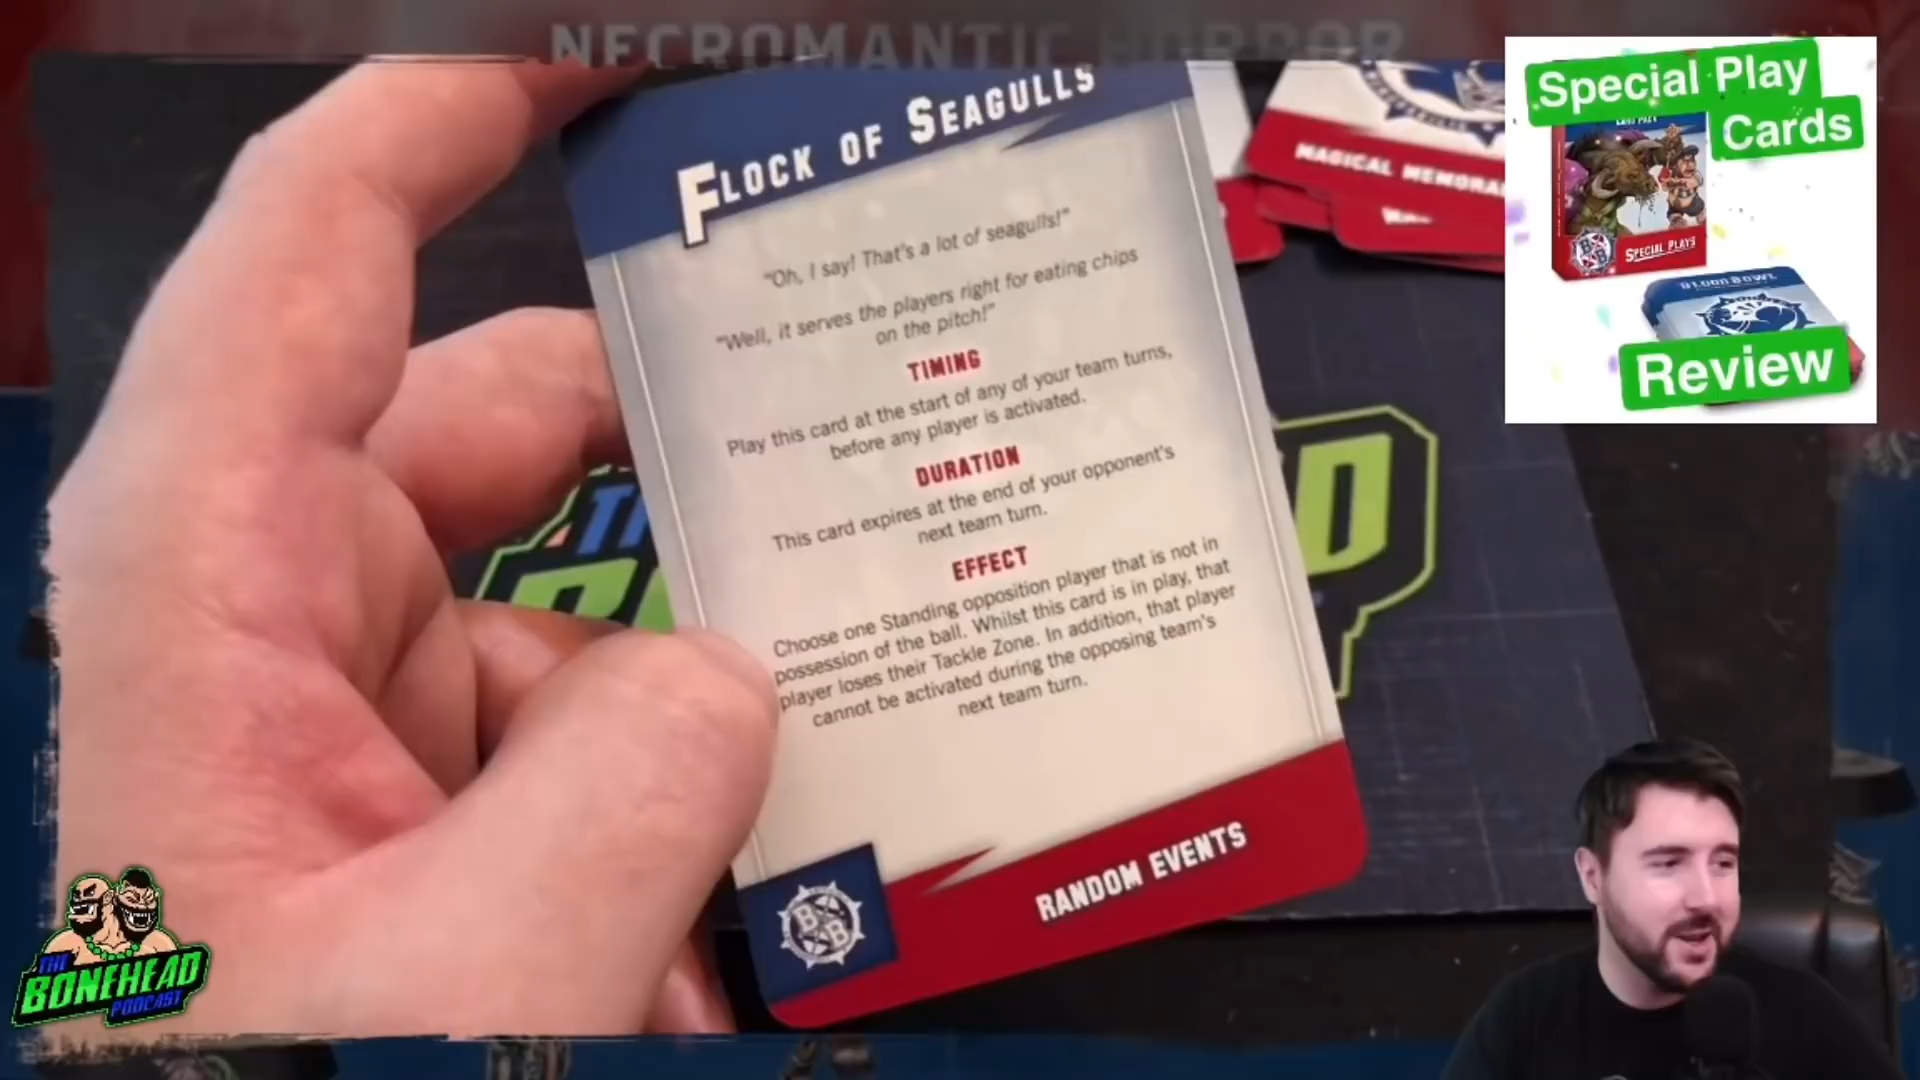 NECROMANTIC HORROR
FLOCK OF SEAGULLS
"Oh, I say! That's a lot of seagulls!"
"Well, it serves the players right for eating chips
on the pitch!"
TIMING
Play this card at the start of any of your team turns,
before any player is activated.
DURATION
This card expires at the end of your opponent's
next team turn.
EFFECT
Choose one Standing opposition player that is not in
possession of the ball. Whilst this card is in play, that
player loses their Tackle Zone. In addition, that player
cannot be activated during the opposing team's
next team turn.
RANDOM EVENTS
BB
MAGICAL MEMORA
Special Play
Cards
CARD PACK
BB
SPECIAL PLAYS
BLOOD BOWL
Review
THE
BONEHEAD
PODCAST